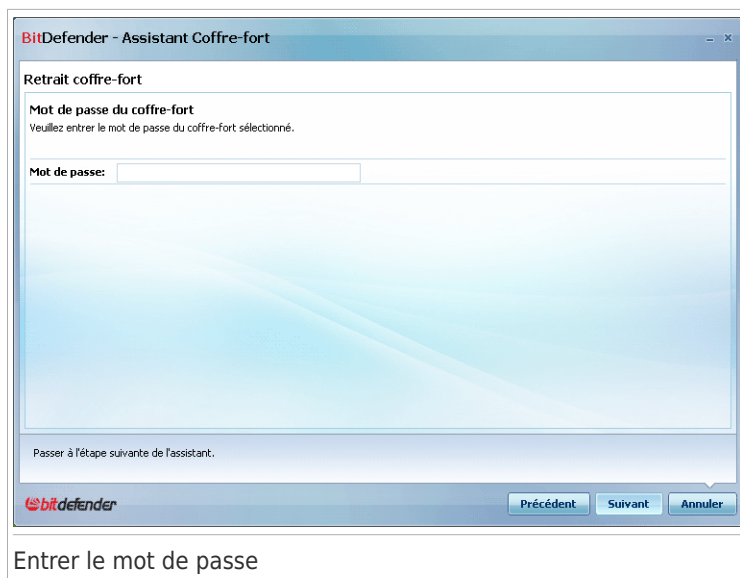 BitDefender - Assistant Coffre-fort
Retrait coffre-fort
Mot de passe du coffre-fort
Veuillez entrer le mot de passe du coffre-fort sélectionné.
Mot de passe:
Passer à l'étape suivante de l'assistant.
bitdefender
Précédent Suivant Annuler
Entrer le mot de passe